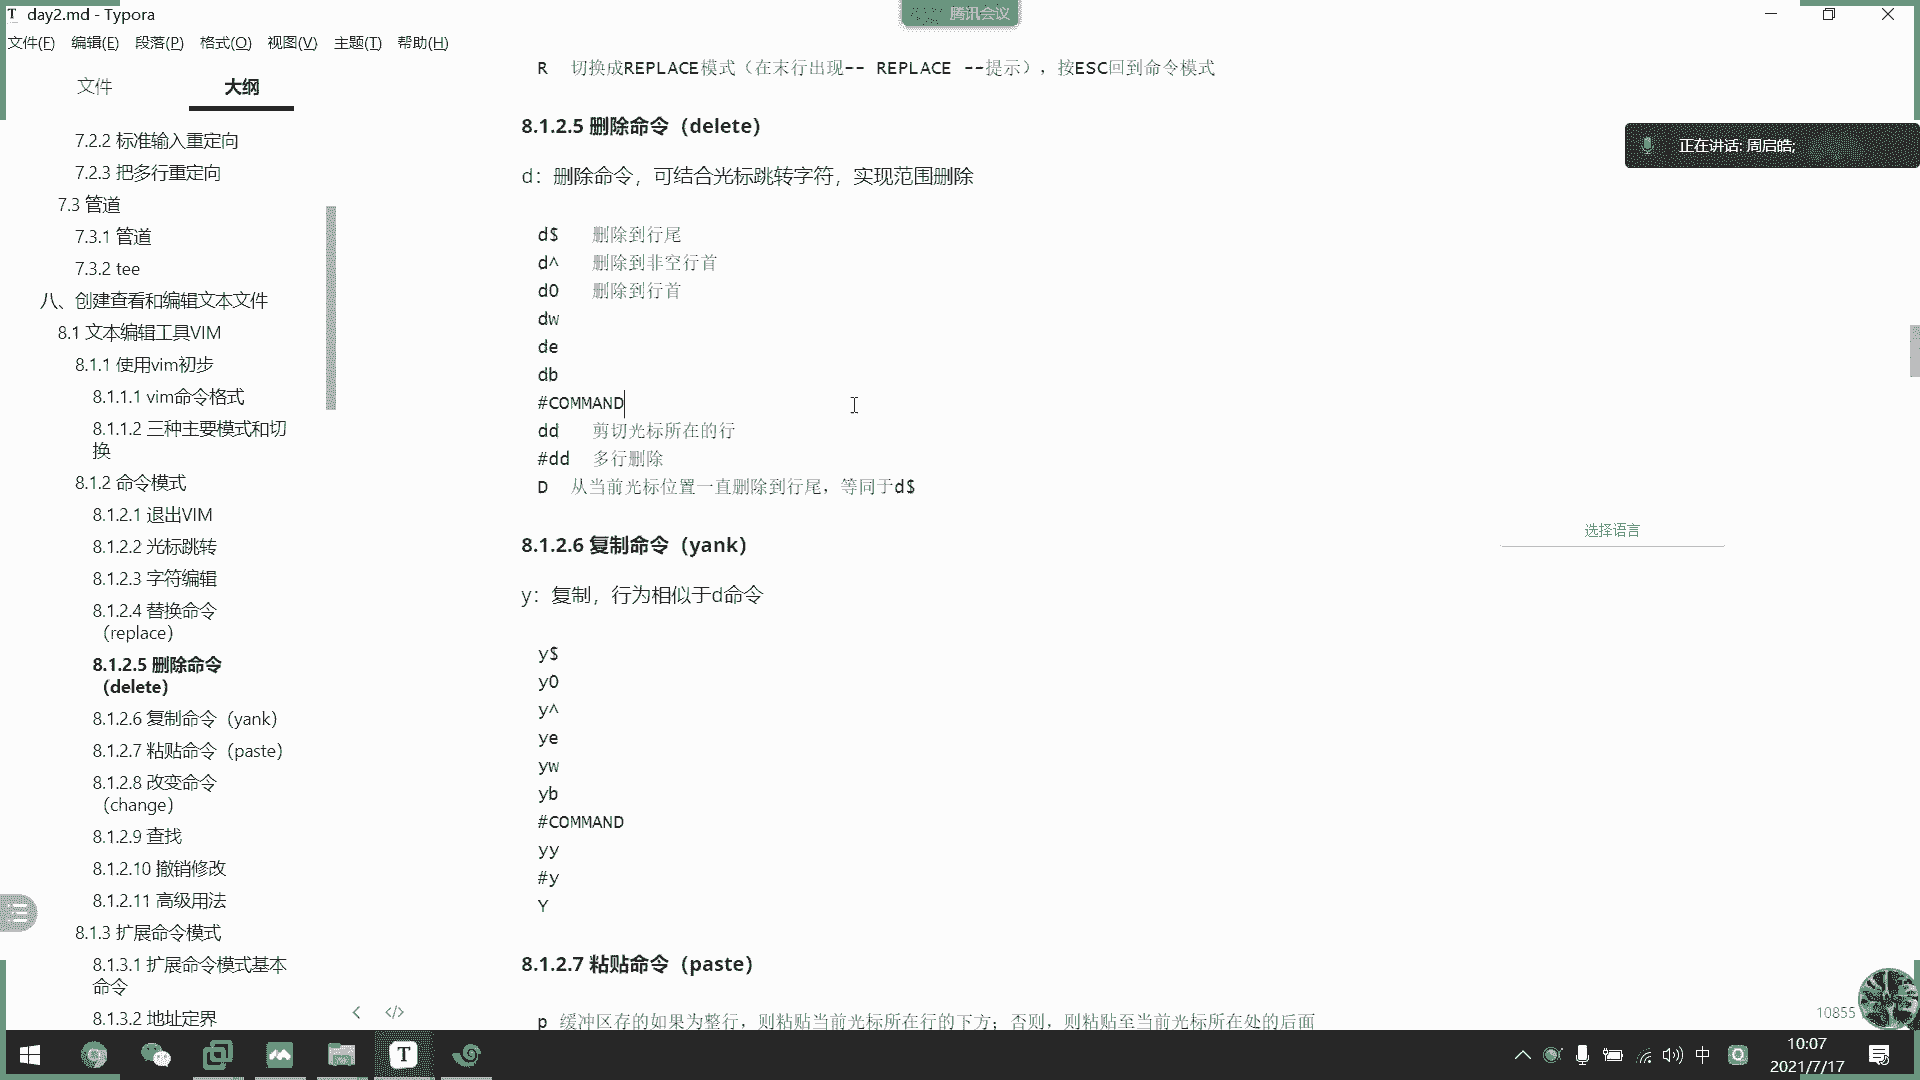 day2.md - Typora
腾讯会议
文件(F) 编辑(E) 段落(P) 格式(O) 视图(V) 主题(T) 帮助(H)
文件 大纲
7.2.2 标准输入重定向
7.2.3 把多行重定向
7.3 管道
7.3.1 管道
7.3.2 tee
八、创建查看和编辑文本文件
8.1 文本编辑工具VIM
8.1.1 使用vim初步
8.1.1.1 vim命令格式
8.1.1.2 三种主要模式和切
换
8.1.2 命令模式
8.1.2.1 退出VIM
8.1.2.2 光标跳转
8.1.2.3 字符编辑
8.1.2.4 替换命令
（replace）
8.1.2.5 删除命令
（delete）
8.1.2.6 复制命令（yank）
8.1.2.7 粘贴命令（paste）
8.1.2.8 改变命令
（change）
8.1.2.9 查找
8.1.2.10 撤销修改
8.1.2.11 高级用法
8.1.3 扩展命令模式
8.1.3.1 扩展命令模式基本
命令
8.1.3.2 地址定界
R 切换成REPLACE模式（在末行出现-- REPLACE --提示），按ESC回到命令模式
8.1.2.5 删除命令（delete）
d：删除命令，可结合光标跳转字符，实现范围删除
d$ 删除到行尾
d^ 删除到非空行首
d0 删除到行首
dw
de
db
#COMMAND
dd 剪切光标所在的行
#dd 多行删除
D 从当前光标位置一直删除到行尾，等同于d$
8.1.2.6 复制命令（yank）
y：复制，行为相似于d命令
y$
y0
y^
ye
yw
yb
#COMMAND
yy
#y
Y
8.1.2.7 粘贴命令（paste）
p 缓冲区存的如果为整行，则粘贴当前光标所在行的下方；否则，则粘贴至当前光标所在处的后面
正在讲话: 周启皓;
选择语言
10855
中
10:07
2021/7/17